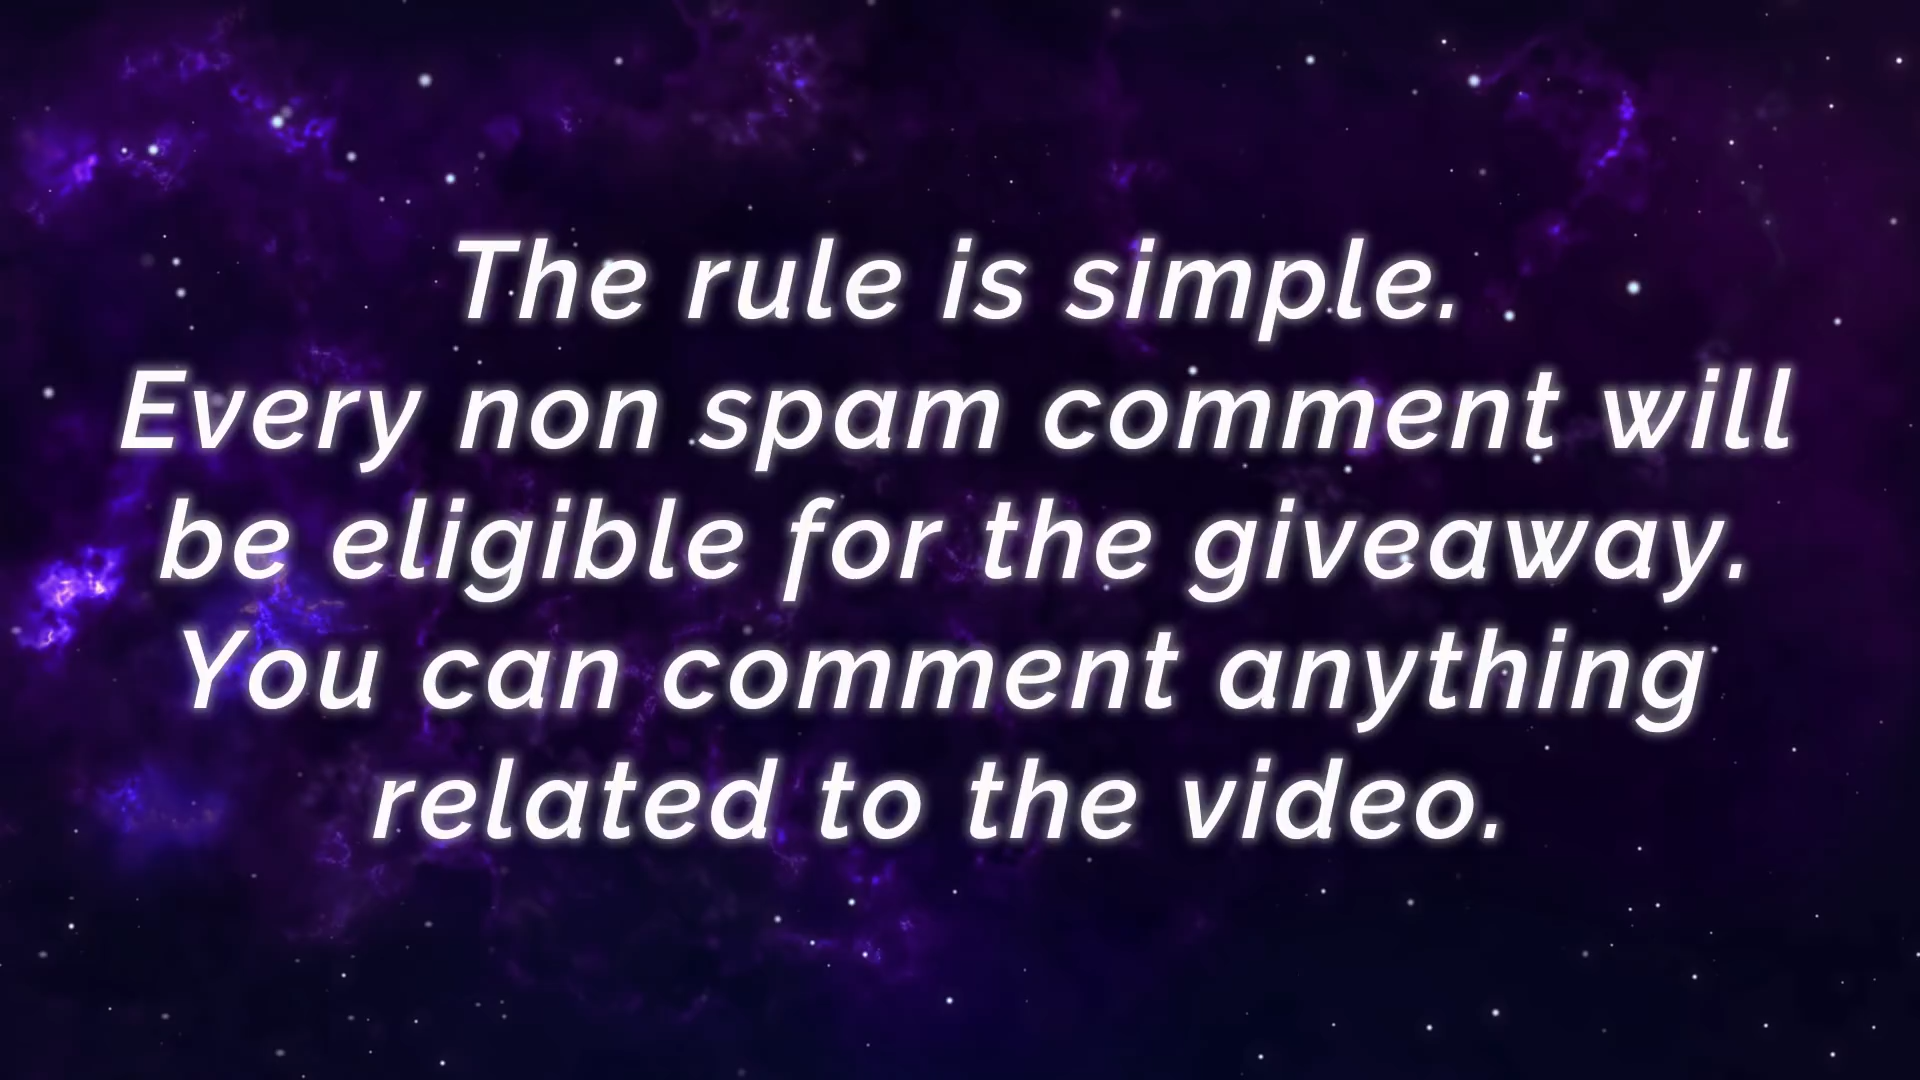 The rule is simple.
Every non spam comment will
be eligible for the giveaway.
You can comment anything
related to the video.